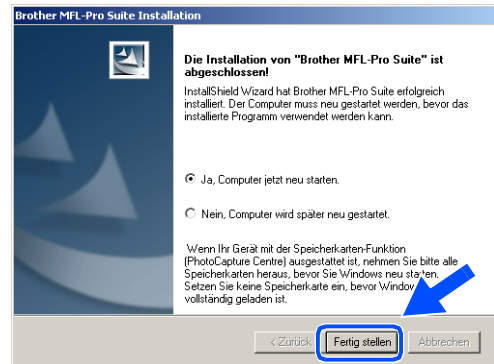 Brother MFL-Pro Suite Installation
Die Installation von "Brother MFL-Pro Suite" ist
abgeschlossen!
InstallShield Wizard hat Brother MFL-Pro Suite erfolgreich
installiert. Der Computer muss neu gestartet werden, bevor das
installierte Programm verwendet werden kann.
Ja, Computer jetzt neu starten.
Nein, Computer wird später neu gestartet.
Wenn Ihr Gerät mit der Speicherkarten-Funktion
(PhotoCapture Centre) ausgestattet ist, nehmen Sie bitte alle
Speicherkarten heraus, bevor Sie Windows neu starten.
Setzen Sie keine Speicherkarte ein, bevor Window
vollständig geladen ist.
< Zurück Fertig stellen Abbrechen